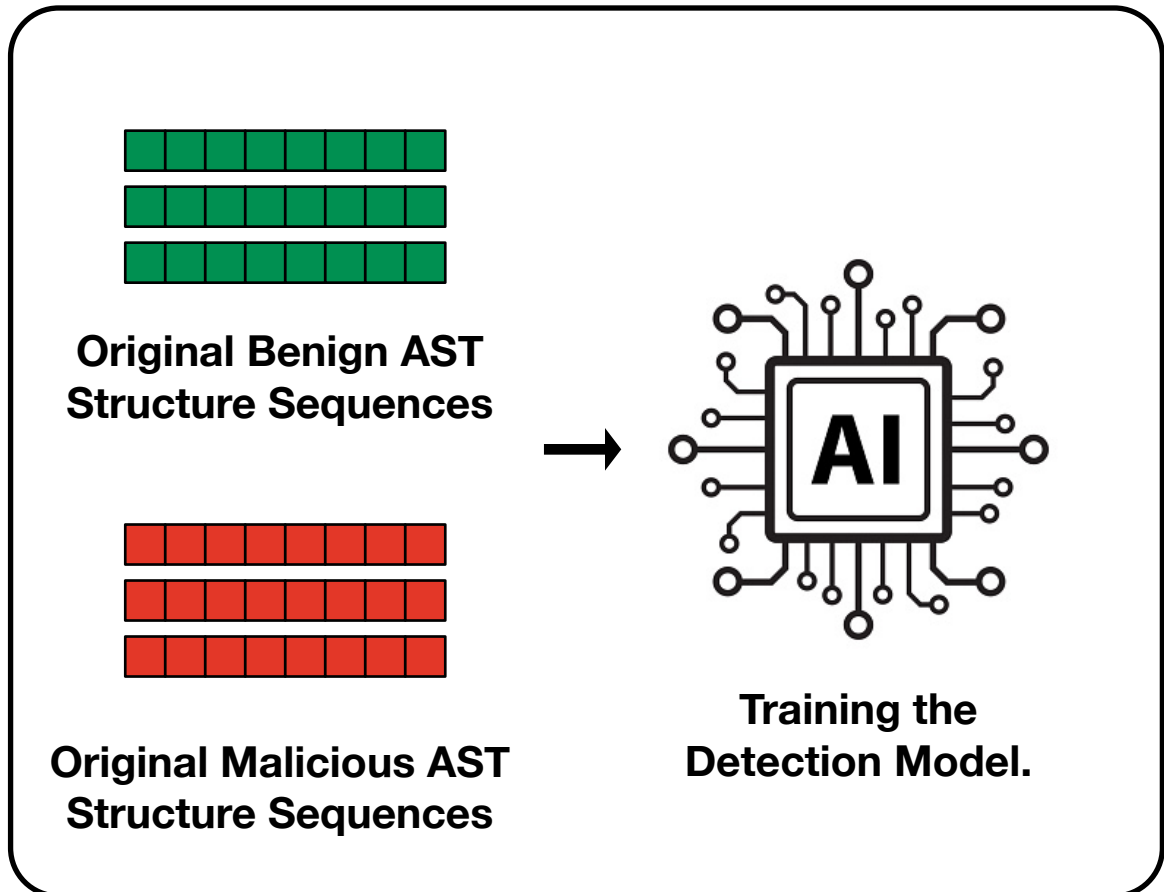 Original Benign AST
Structure Sequences
Original Malicious AST
Structure Sequences
AI
Training the
Detection Model.